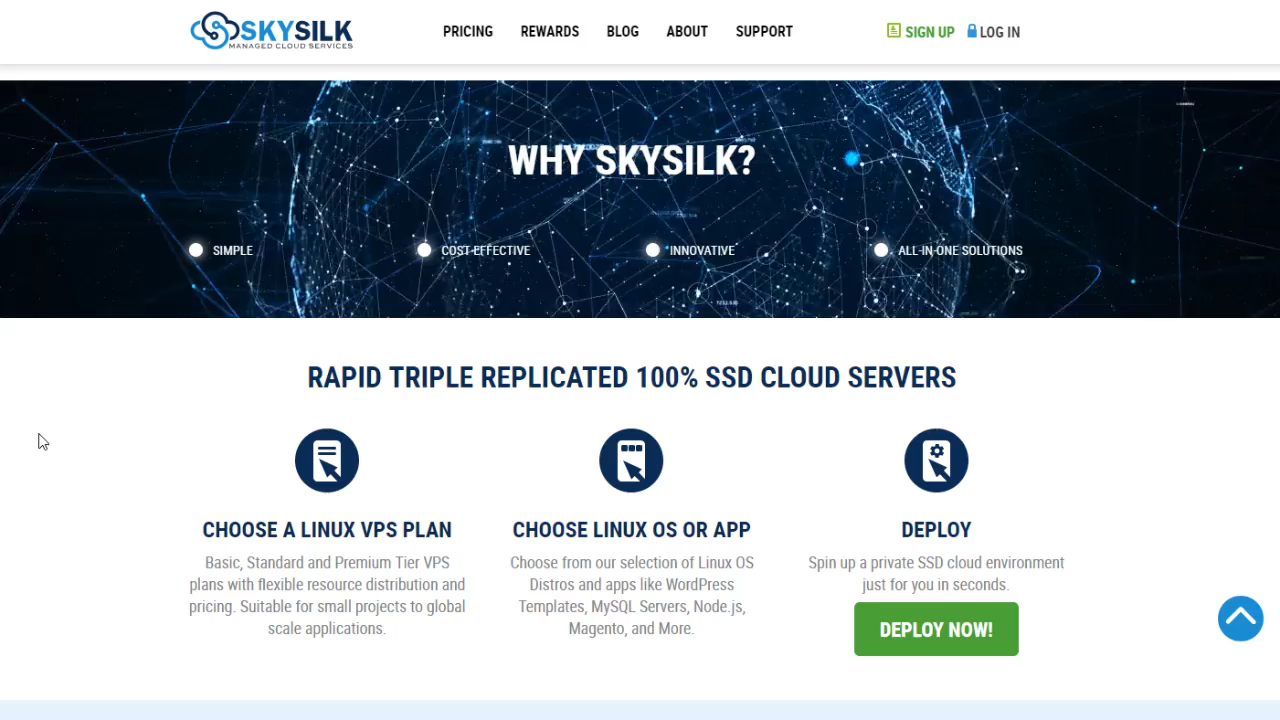 SKYSILK
MANAGED CLOUD SERVICES
PRICING REWARDS BLOG ABOUT SUPPORT
SIGN UP LOG IN
WHY SKYSILK?
SIMPLE COST-EFFECTIVE INNOVATIVE ALL-IN-ONE SOLUTIONS
RAPID TRIPLE REPLICATED 100% SSD CLOUD SERVERS
CHOOSE A LINUX VPS PLAN
Basic, Standard and Premium Tier VPS
plans with flexible resource distribution and
pricing. Suitable for small projects to global
scale applications.
CHOOSE LINUX OS OR APP
Choose from our selection of Linux OS
Distros and apps like WordPress
Templates, MySQL Servers, Node.js,
Magento, and More.
DEPLOY
Spin up a private SSD cloud environment
just for you in seconds.
DEPLOY NOW!